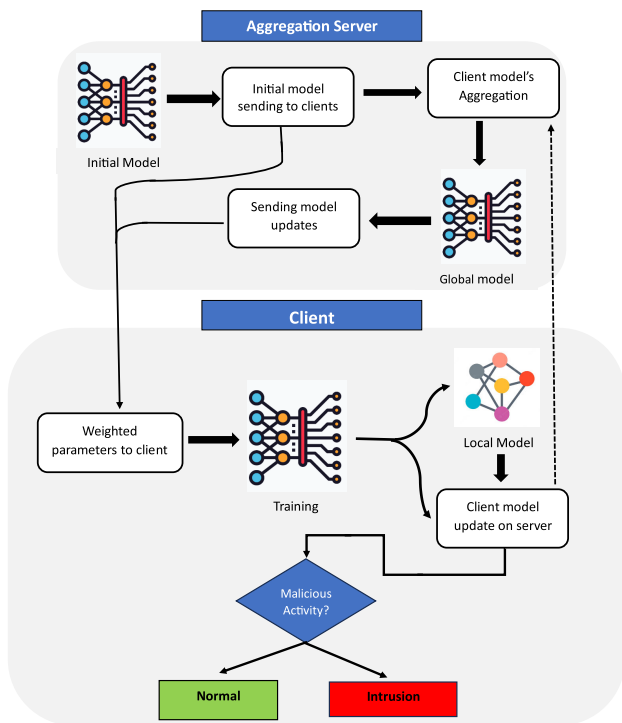 Aggregation Server
Initial model
sending to clients
Client model's
Aggregation
Initial Model
Sending model
updates
Global model
Client
Weighted
parameters to client
Training
Local Model
Client model
update on server
Malicious
Activity?
Normal
Intrusion